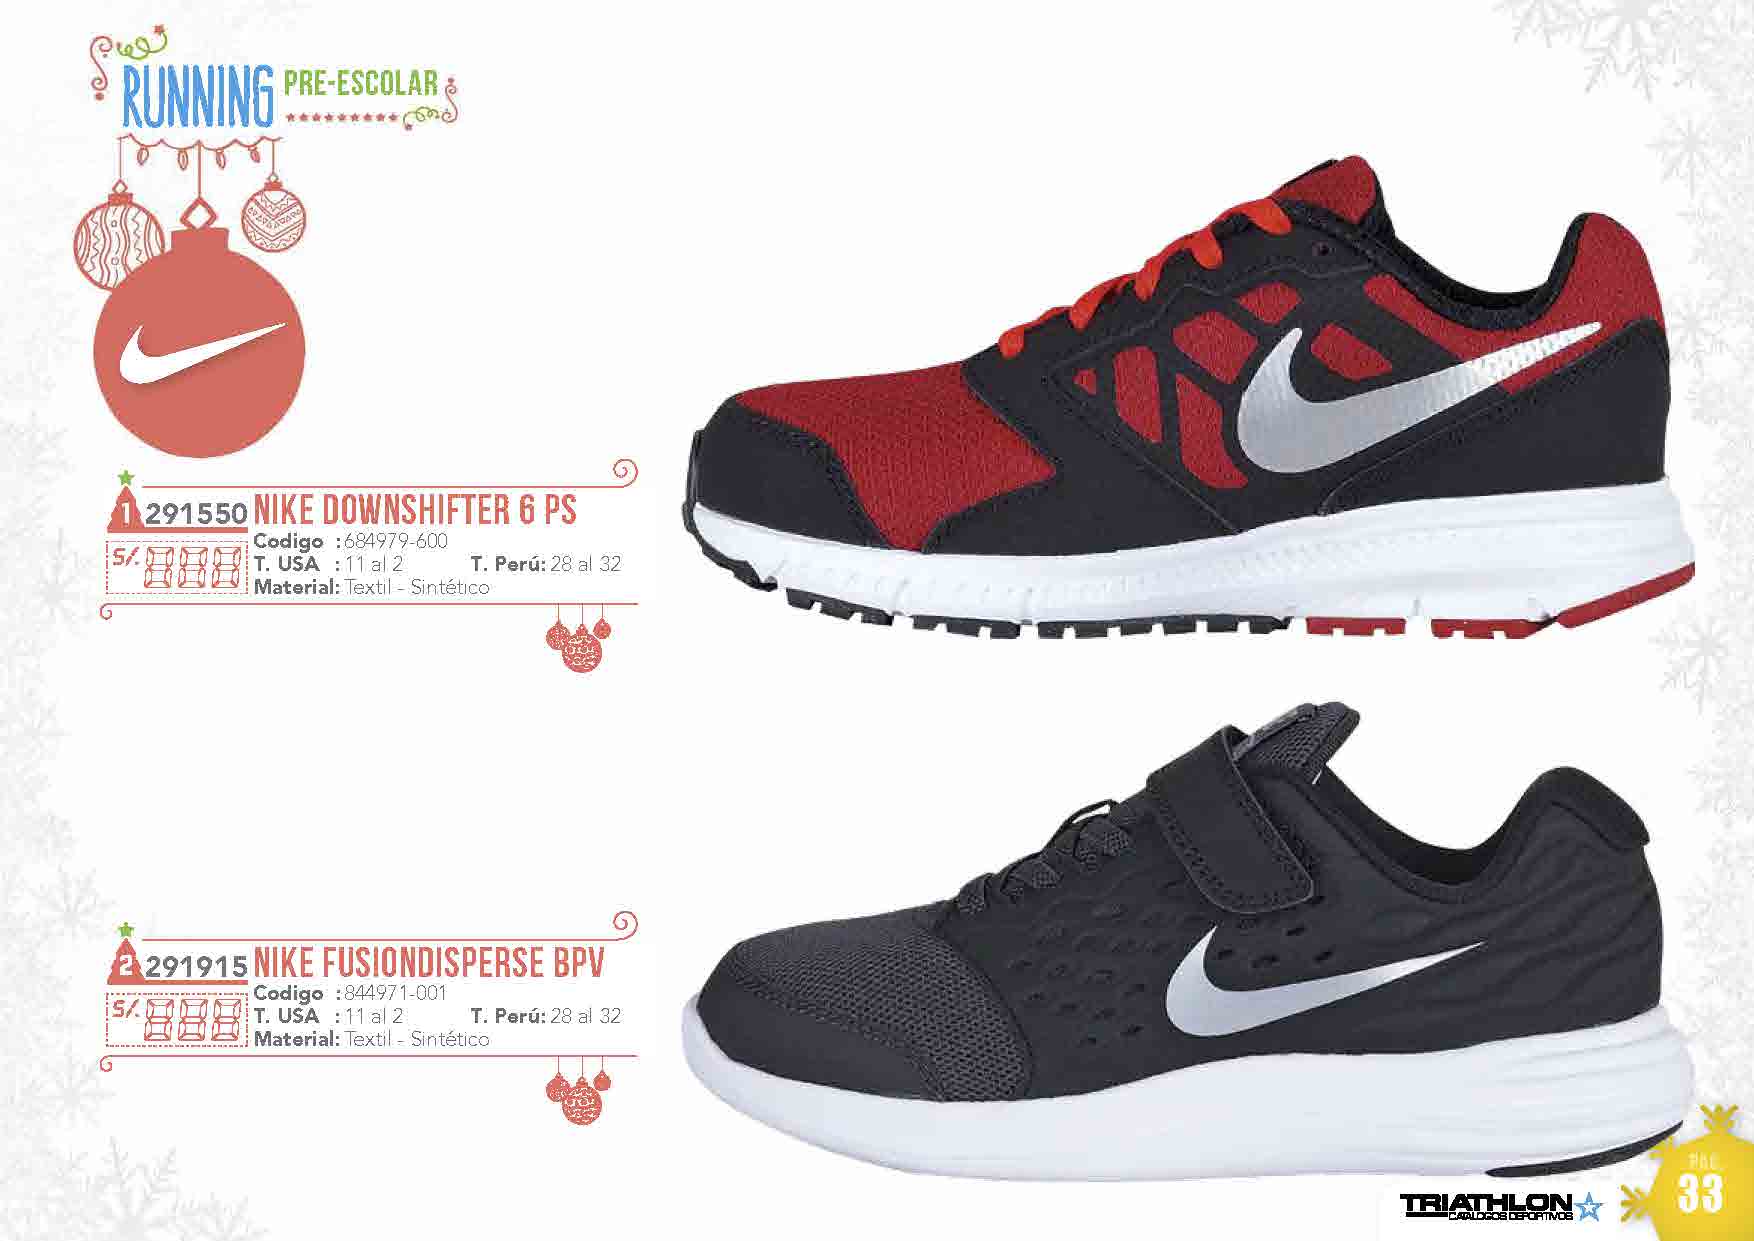 RUNNING PRE-ESCOLAR
1 291550 NIKE DOWNSHIFTER 6 PS
S/. 888
Codigo : 684979-600
T. USA : 11 al 2 T. Perú: 28 al 32
Material: Textil - Sintético
2 291915 NIKE FUSIONDISPERSE BPV
S/. 888
Codigo : 844971-001
T. USA : 11 al 2 T. Perú: 28 al 32
Material: Textil - Sintético
TRIATHLON
CATALOGOS DEPORTIVOS
PAG.
33